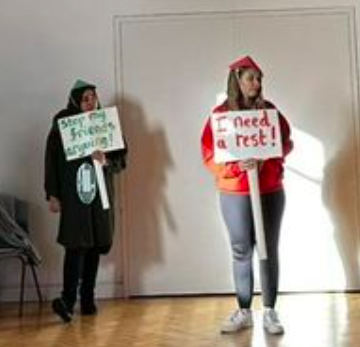 Stop my
friends
arguing!
I need
a rest!